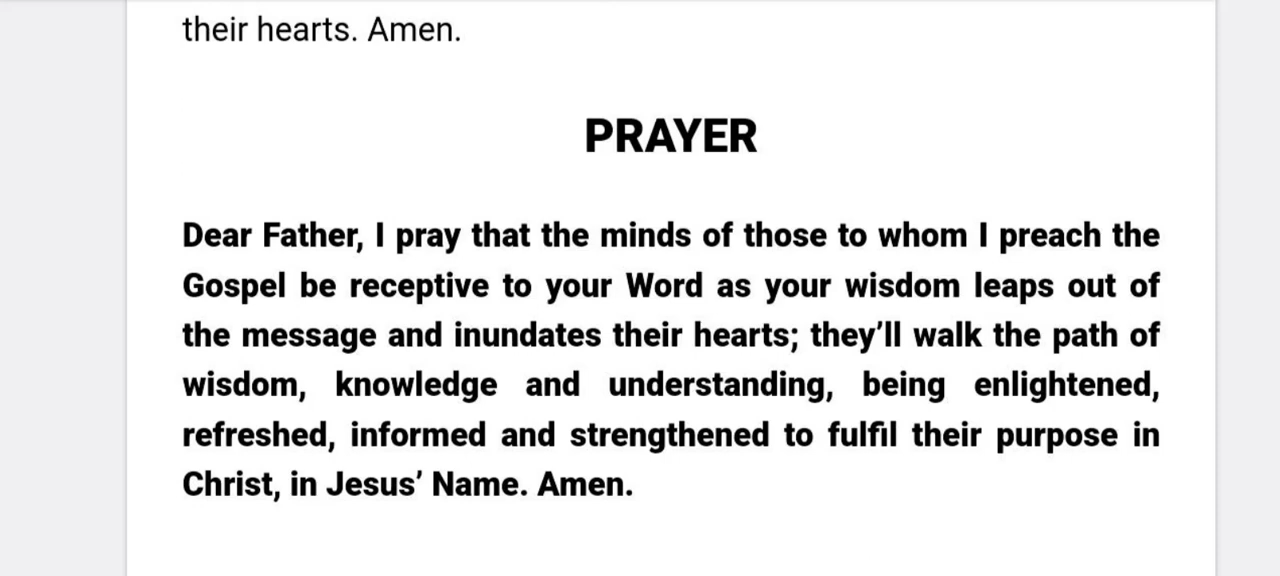 their hearts. Amen.
PRAYER
Dear Father, I pray that the minds of those to whom I preach the
Gospel be receptive to your Word as your wisdom leaps out of
the message and inundates their hearts; they’ll walk the path of
wisdom, knowledge and understanding, being enlightened,
refreshed, informed and strengthened to fulfil their purpose in
Christ, in Jesus’ Name. Amen.